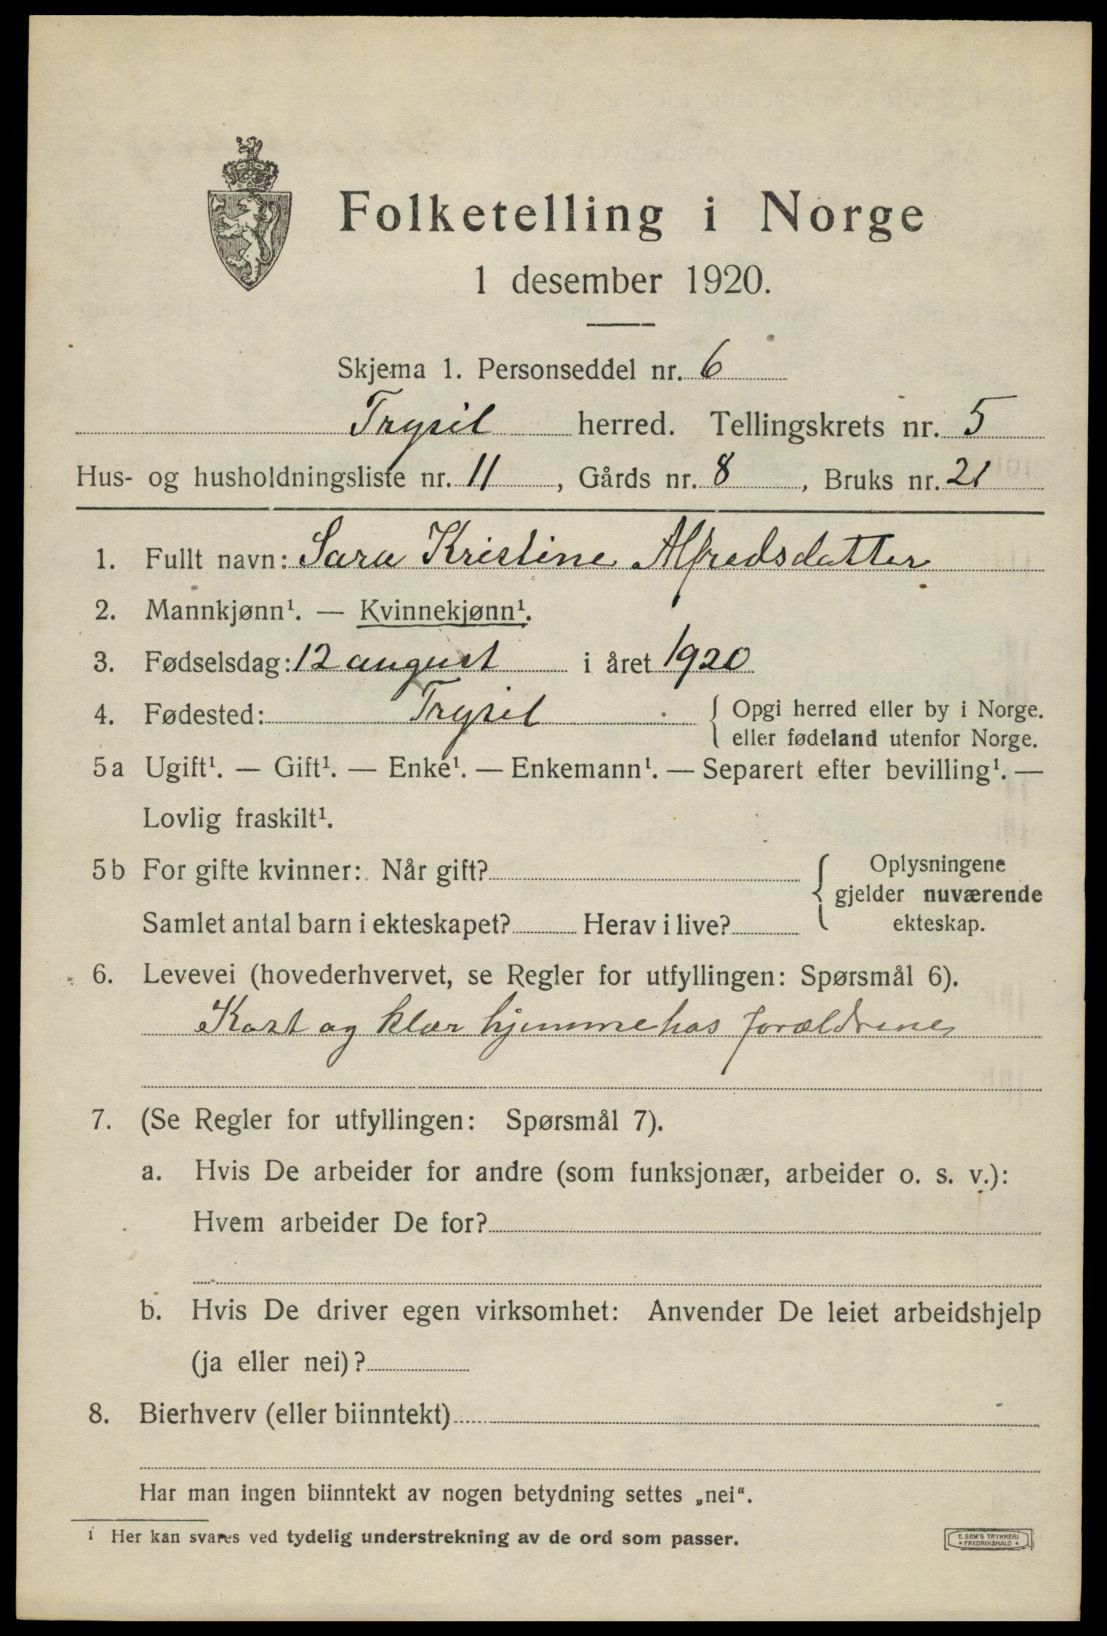 Folketelling i Norge
1 desember 1920.
Skjema 1. Personseddel nr. 6
Trysil herred. Tellingskrets nr. 5
Hus- og husholdningsliste nr. 11, Gårds nr. 8, Bruks nr. 21
1. Fullt navn: Sara Kristine Alfredsdatter
2. Mannkjønn¹. — Kvinnekjønn¹.
3. Fødselsdag: 12 august i året 1920
4. Fødested: Trysil { Opgi herred eller by i Norge.
eller fødeland utenfor Norge.
5a Ugift¹. — Gift¹. — Enke¹. — Enkemann¹. — Separert efter bevilling¹. —
Lovlig fraskilt¹.
5b For gifte kvinner: Når gift? { Oplysningene
gjelder nuværende
Samlet antal barn i ekteskapet? Herav i live? ekteskap.
6. Levevei (hovederhvervet, se Regler for utfyllingen: Spørsmål 6).
Kost og klær hjemme hos forældrene
7. (Se Regler for utfyllingen: Spørsmål 7).
a. Hvis De arbeider for andre (som funksjonær, arbeider o. s. v.):
Hvem arbeider De for?
b. Hvis De driver egen virksomhet: Anvender De leiet arbeidshjelp
(ja eller nei)?
8. Bierhverv (eller biinntekt)
Har man ingen biinntekt av nogen betydning settes „nei“.
¹ Her kan svares ved tydelig understrekning av de ord som passer.
E. SEM'S TRYKKERI
* FREDRIKSHALD *